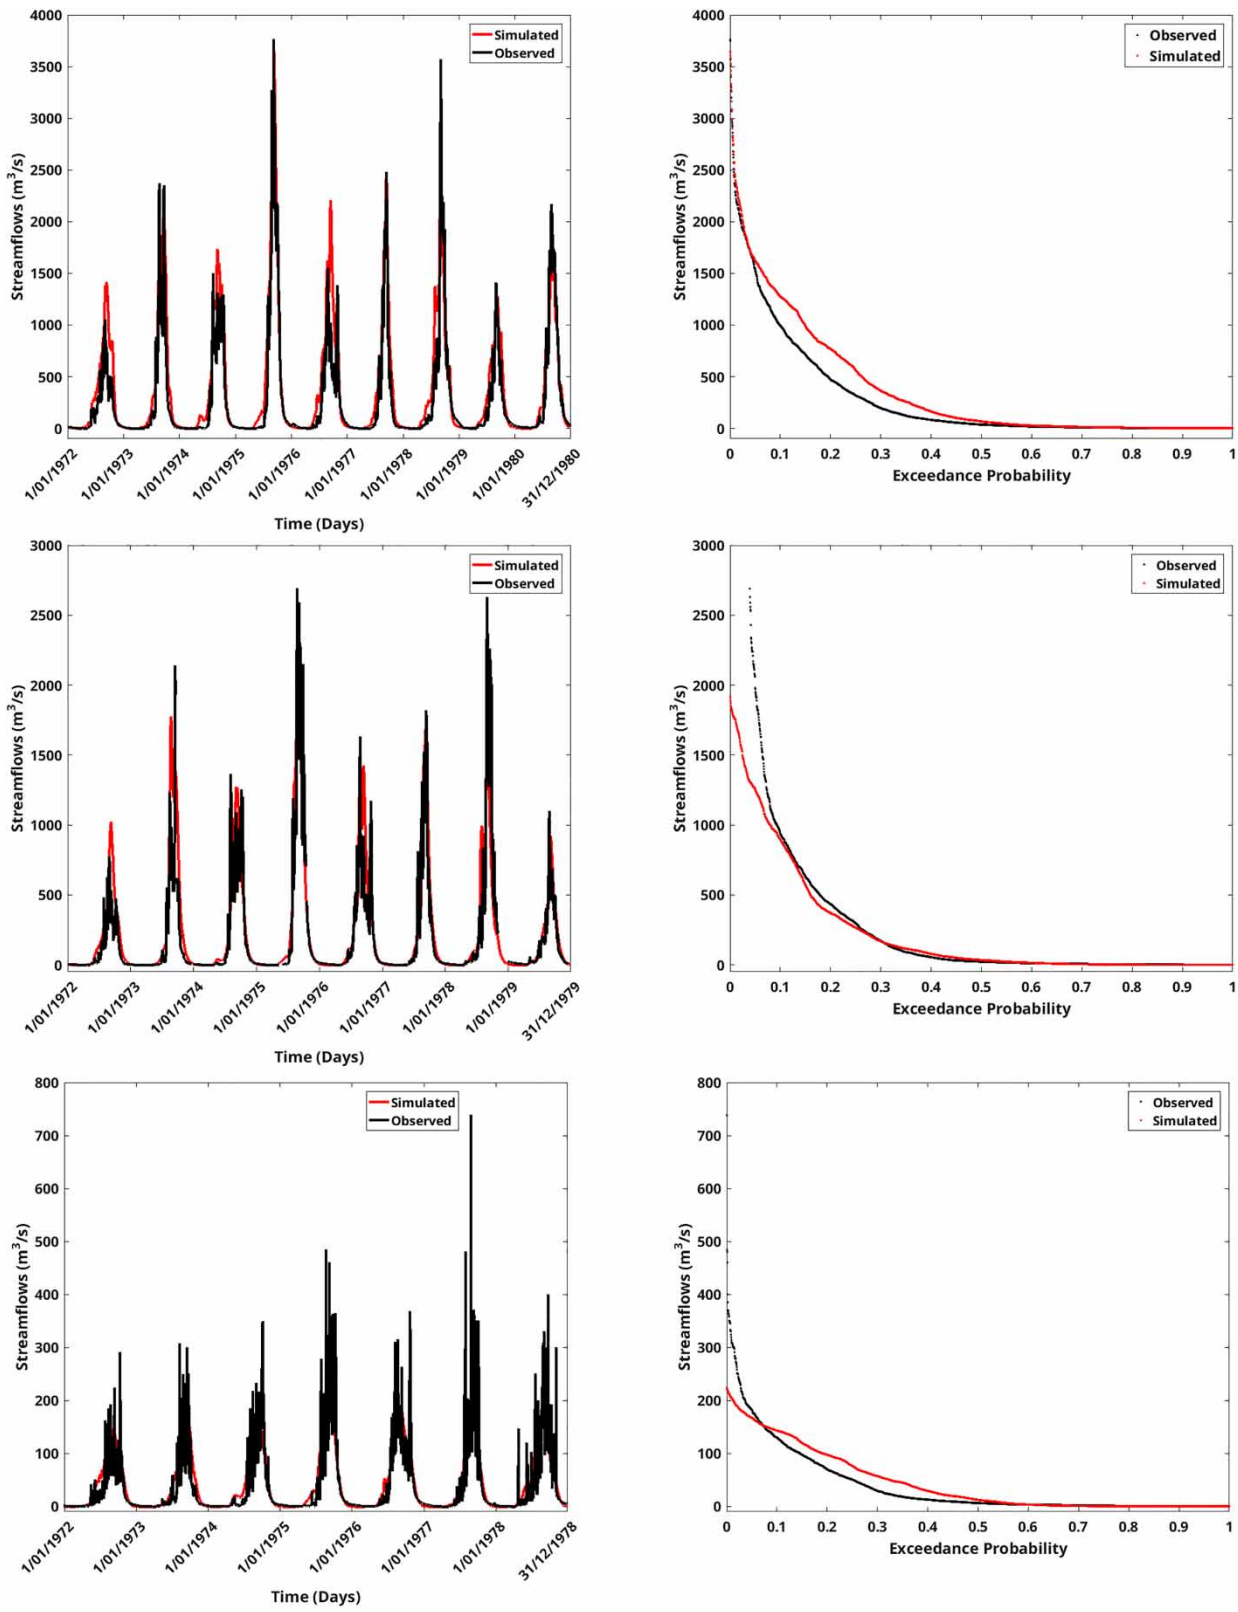 4000
3500
3000
2500
2000
1500
1000
500
0
Streamflows (m³/s)
Simulated
Observed
1/01/1972
1/01/1973
1/01/1974
1/01/1975
1/01/1976
1/01/1977
1/01/1978
1/01/1979
1/01/1980
31/12/1980
Time (Days)
4000
3500
3000
2500
2000
1500
1000
500
0
Streamflows (m³/s)
Observed
Simulated
0 0.1 0.2 0.3 0.4 0.5 0.6 0.7 0.8 0.9 1
Exceedance Probability
3000
2500
2000
1500
1000
500
0
Streamflows (m³/s)
Simulated
Observed
1/01/1972
1/01/1973
1/01/1974
1/01/1975
1/01/1976
1/01/1977
1/01/1978
1/01/1979
31/12/1979
Time (Days)
3000
2500
2000
1500
1000
500
0
Streamflows (m³/s)
Observed
Simulated
0 0.1 0.2 0.3 0.4 0.5 0.6 0.7 0.8 0.9 1
Exceedance Probability
800
700
600
500
400
300
200
100
0
Streamflows (m³/s)
Simulated
Observed
1/01/1972
1/01/1973
1/01/1974
1/01/1975
1/01/1976
1/01/1977
1/01/1978
31/12/1978
Time (Days)
800
700
600
500
400
300
200
100
0
Streamflows (m³/s)
Observed
Simulated
0 0.1 0.2 0.3 0.4 0.5 0.6 0.7 0.8 0.9 1
Exceedance Probability